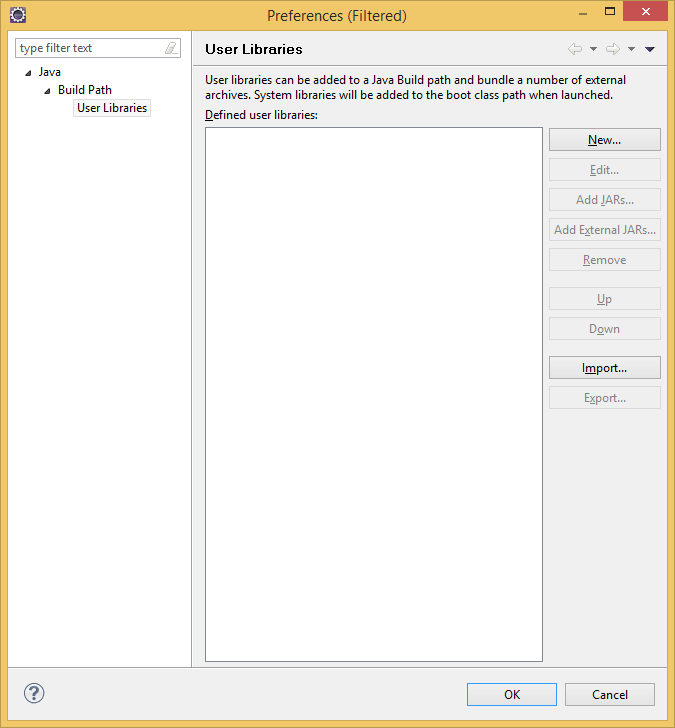 Preferences (Filtered)
type filter text
Java
Build Path
User Libraries
User Libraries
User libraries can be added to a Java Build path and bundle a number of external
archives. System libraries will be added to the boot class path when launched.
Defined user libraries:
New...
Edit...
Add JARs...
Add External JARs...
Remove
Up
Down
Import...
Export...
?
OK
Cancel